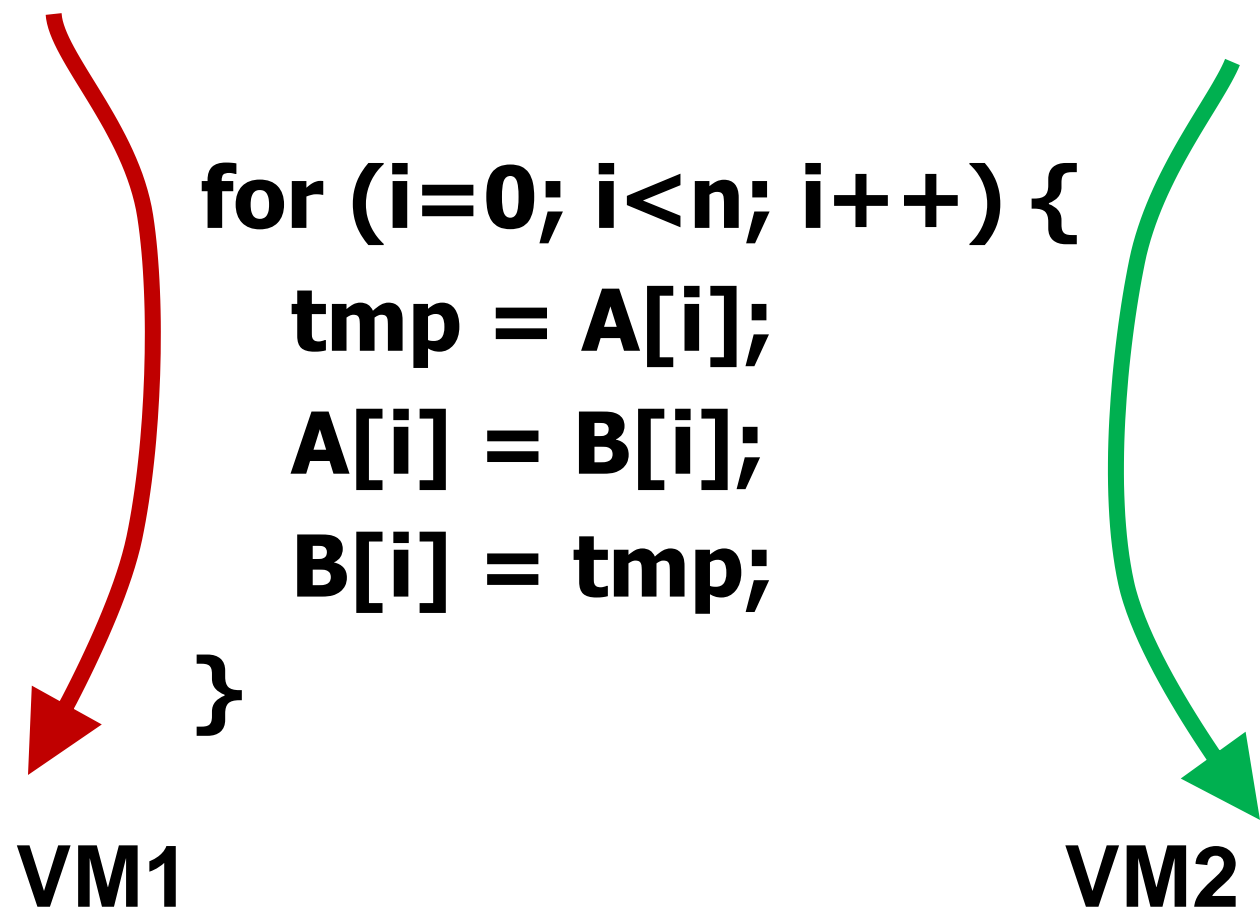 for (i=0; i<n; i++) {
tmp = A[i];
A[i] = B[i];
B[i] = tmp;
}
VM1 VM2